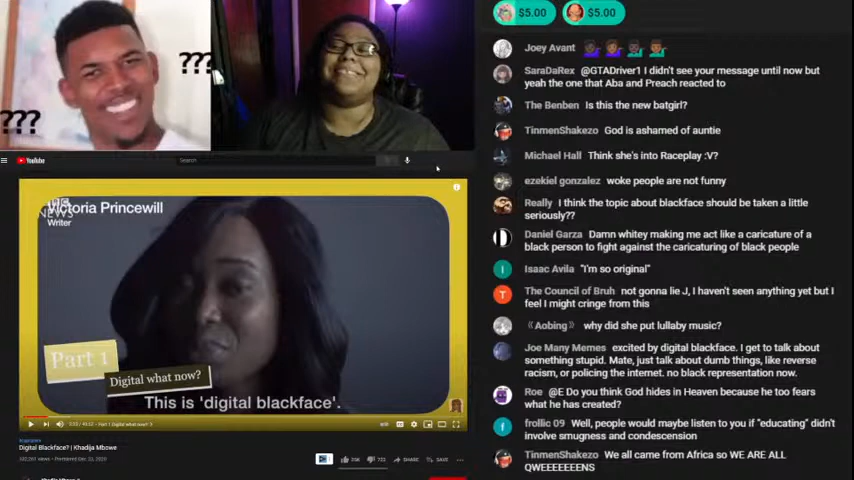 $5.00 $5.00
???
???
Joey Avant
SaraDaRex @GTADriver1 I didn't see your message until now but
yeah the one that Aba and Preach reacted to
The Benben Is this the new batgirl?
TinmenShakezo God is ashamed of auntie
Michael Hall Think she's into Raceplay :V?
ezekiel gonzalez woke people are not funny
Really I think the topic about blackface should be taken a little
seriously??
Daniel Garza Damn whitey making me act like a caricature of a
black person to fight against the caricaturing of black people
Isaac Avila "I'm so original"
The Council of Bruh not gonna lie J, I haven't seen anything yet but I
feel I might cringe from this
《Aobing》 why did she put lullaby music?
Joe Many Memes excited by digital blackface. I get to talk about
something stupid. Mate, just talk about dumb things, like reverse
racism, or policing the internet. no black representation now.
Roe @E Do you think God hides in Heaven because he too fears
what he has created?
frollic 09 Well, people would maybe listen to you if "educating" didn't
involve smugness and condescension
TinmenShakezo We all came from Africa so WE ARE ALL
QWEEEEEENS
YouTube
Search
Victoria Princewill
NEWS
Writer
Part 1
Digital what now?
This is 'digital blackface'.
Part 1 Digital what now?
Digital Blackface? | Khadija Mbowe
SHARE SAVE